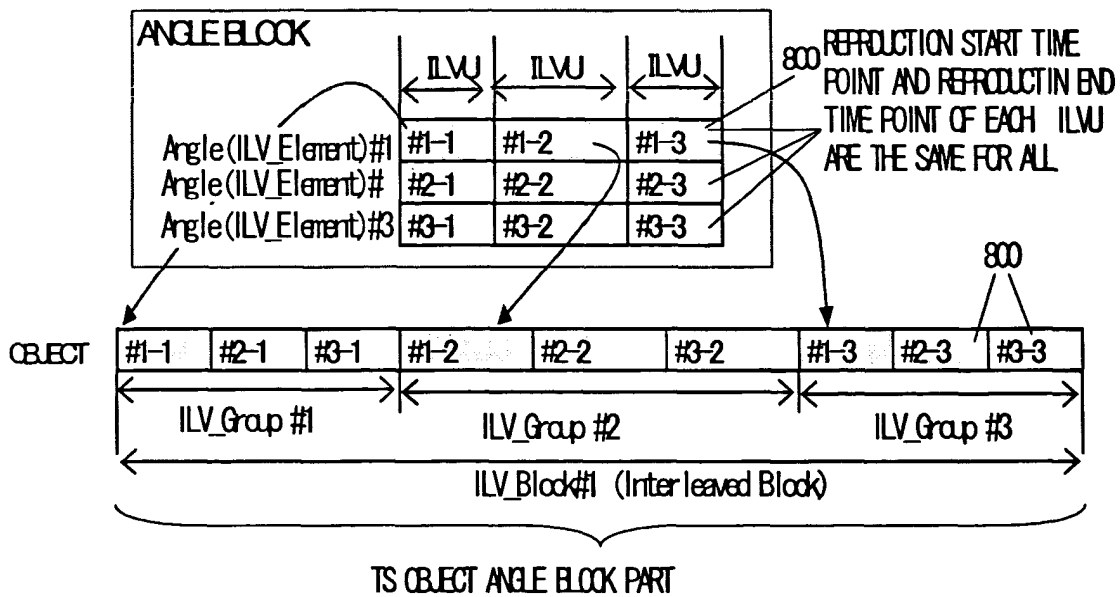 ANGLE BLOCK
ILVU ILVU ILVU
800 REPRODUCTION START TIME
POINT AND REPRODUCTIN END
TIME POINT OF EACH ILVU
ARE THE SAME FOR ALL
Angle(ILV_Element)#1 #1-1 #1-2 #1-3
Angle(ILV_Element)# #2-1 #2-2 #2-3
Angle(ILV_Element)#3 #3-1 #3-2 #3-3
800
OBJECT #1-1 #2-1 #3-1 #1-2 #2-2 #3-2 #1-3 #2-3 #3-3
ILV_Group #1 ILV_Group #2 ILV_Group #3
ILV_Block#1 (Interleaved Block)
TS OBJECT ANGLE BLOCK PART